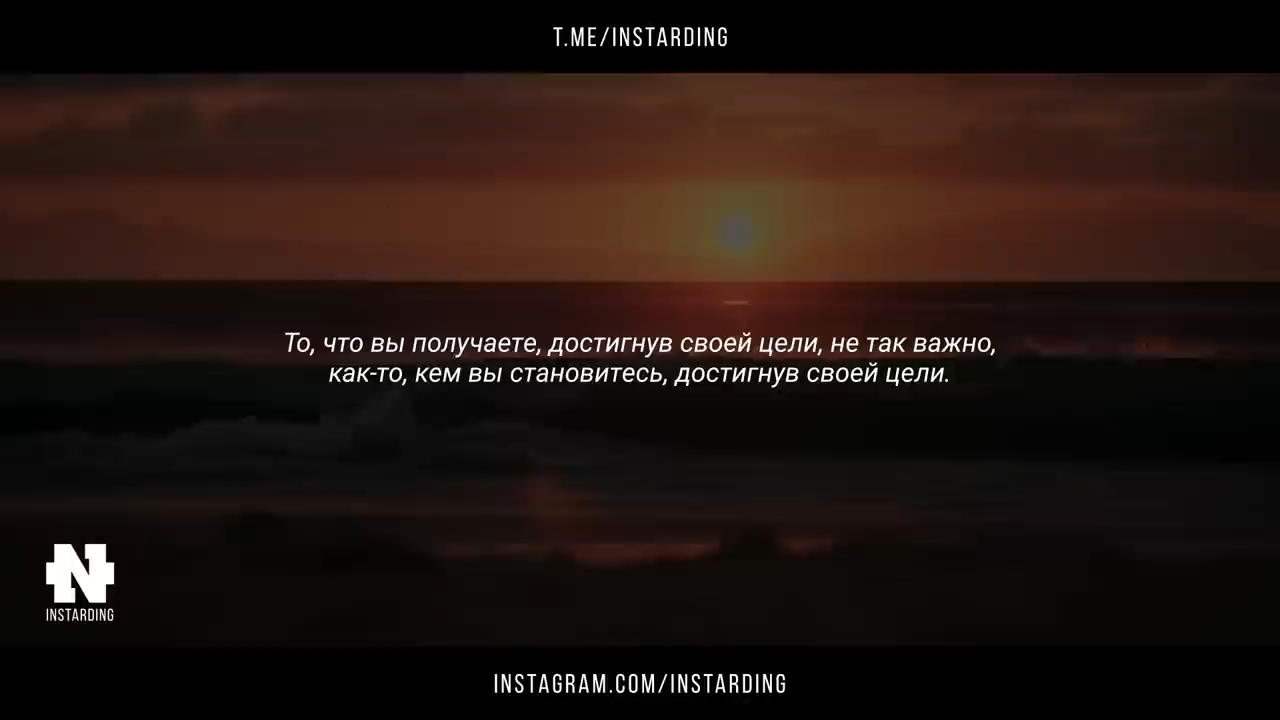 T.ME/INSTARDING
То, что вы получаете, достигнув своей цели, не так важно,
как-то, кем вы становитесь, достигнув своей цели.
N
INSTARDING
INSTAGRAM.COM/INSTARDING